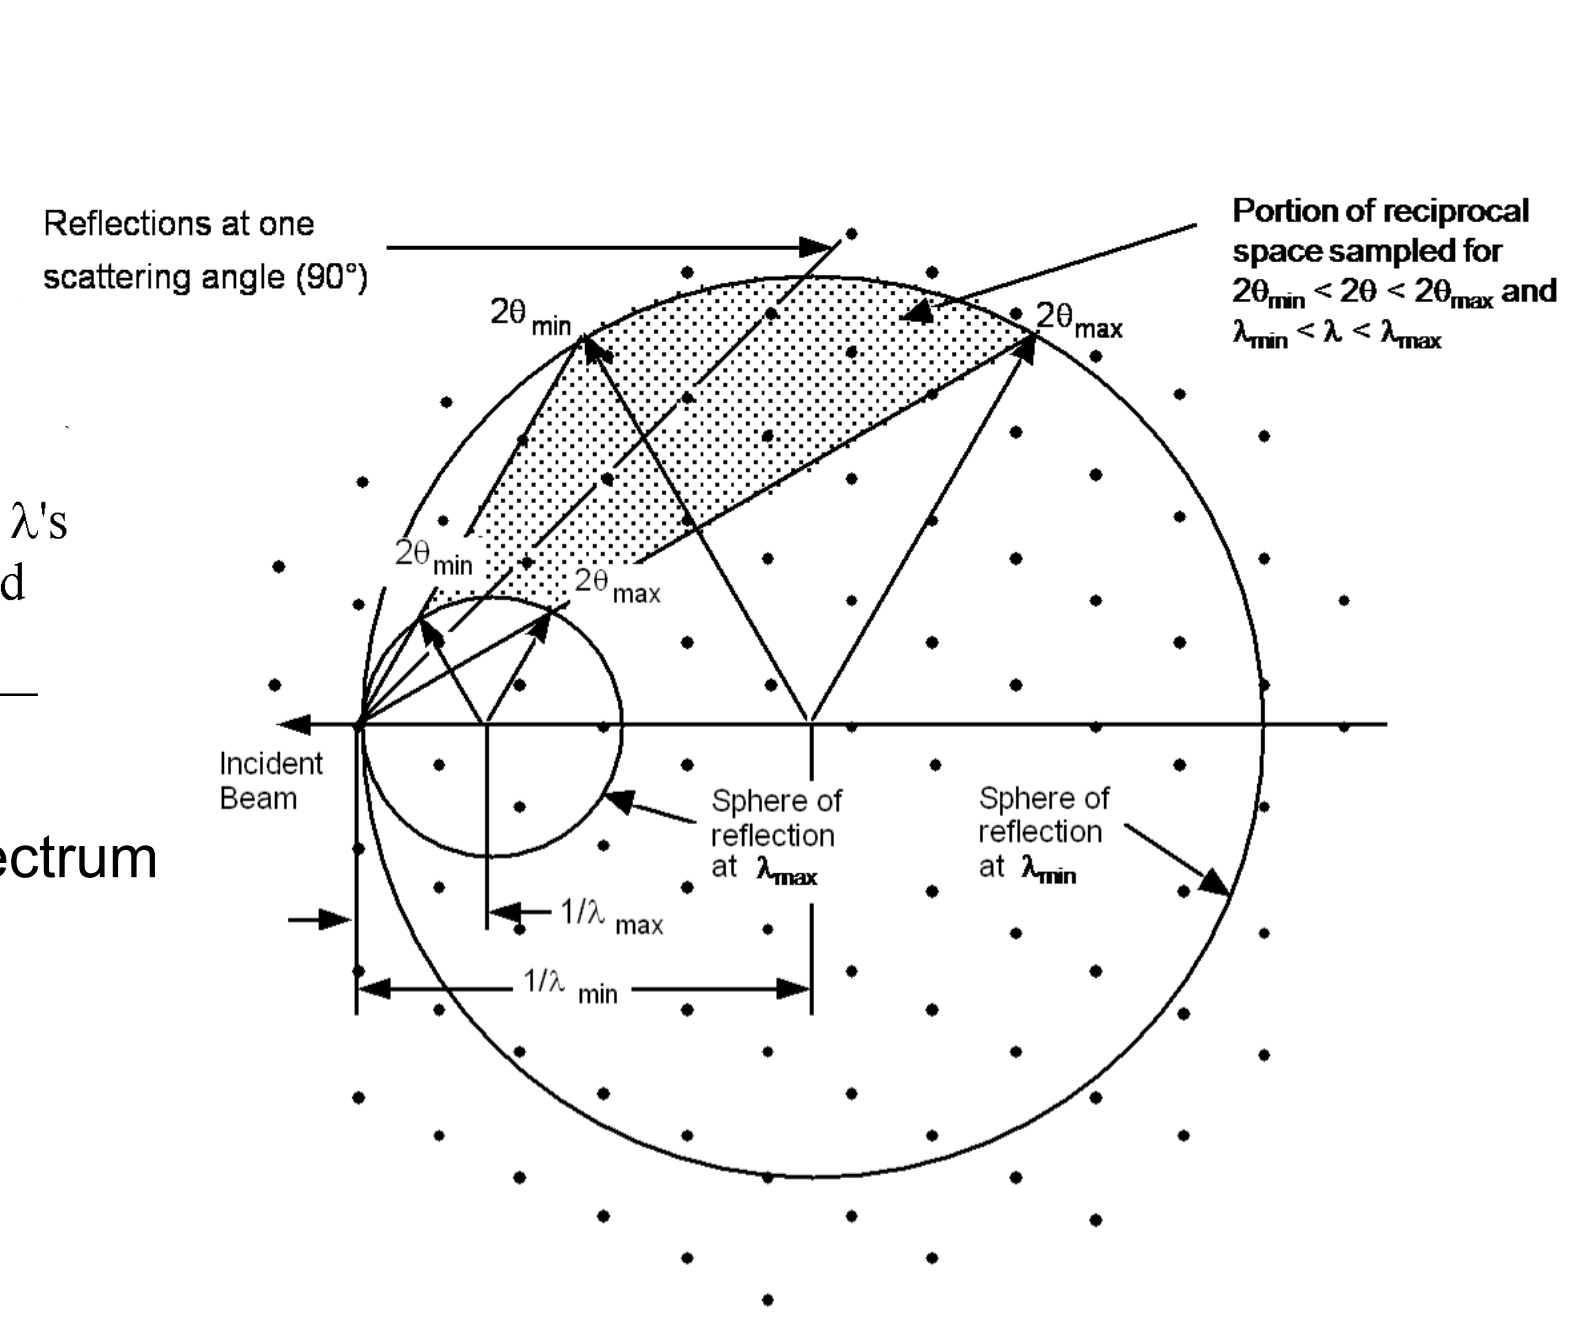 Reflections at one
scattering angle (90°)
Portion of reciprocal
space sampled for
2θmin < 2θ < 2θmax and
λmin < λ < λmax
2θ min
2θ max
λ's
d
2θ min
2θ max
Incident
Beam
Sphere of
reflection
at λmax
Sphere of
reflection
at λmin
ectrum
1/λ max
1/λ min